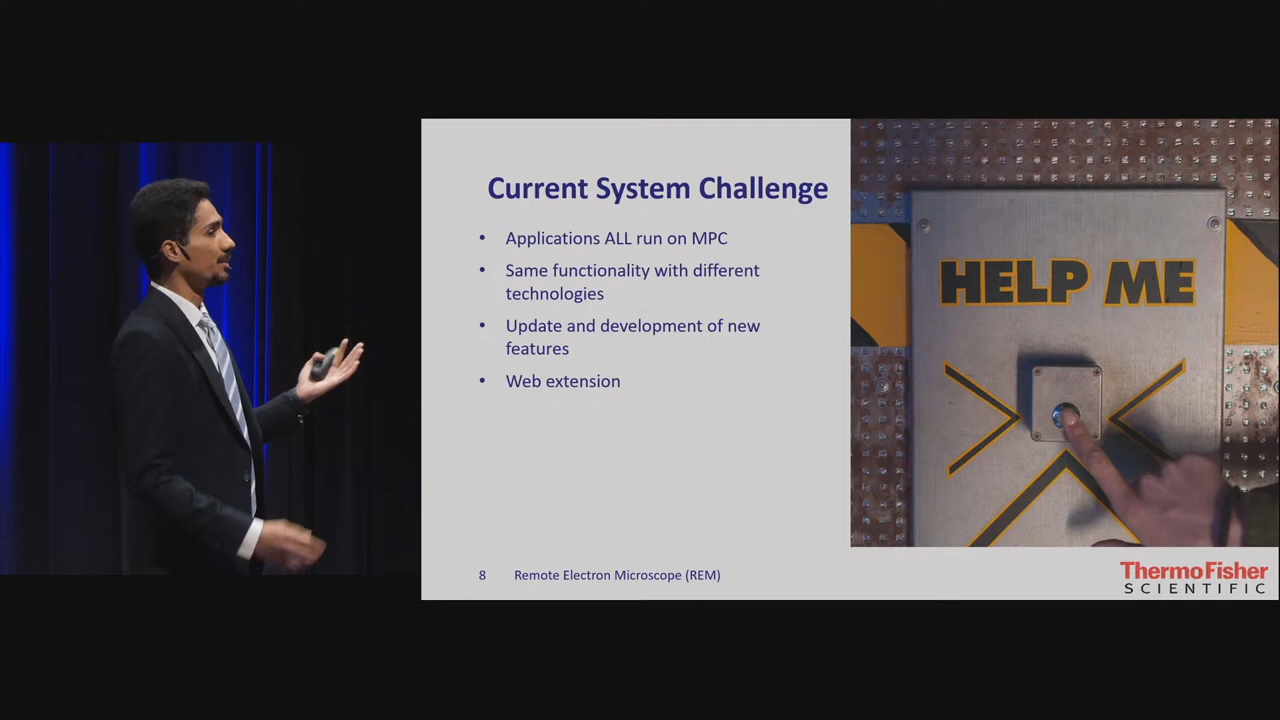 Current System Challenge
• Applications ALL run on MPC
• Same functionality with different
technologies
• Update and development of new
features
• Web extension
HELP ME
8 Remote Electron Microscope (REM)
ThermoFisher
SCIENTIFIC